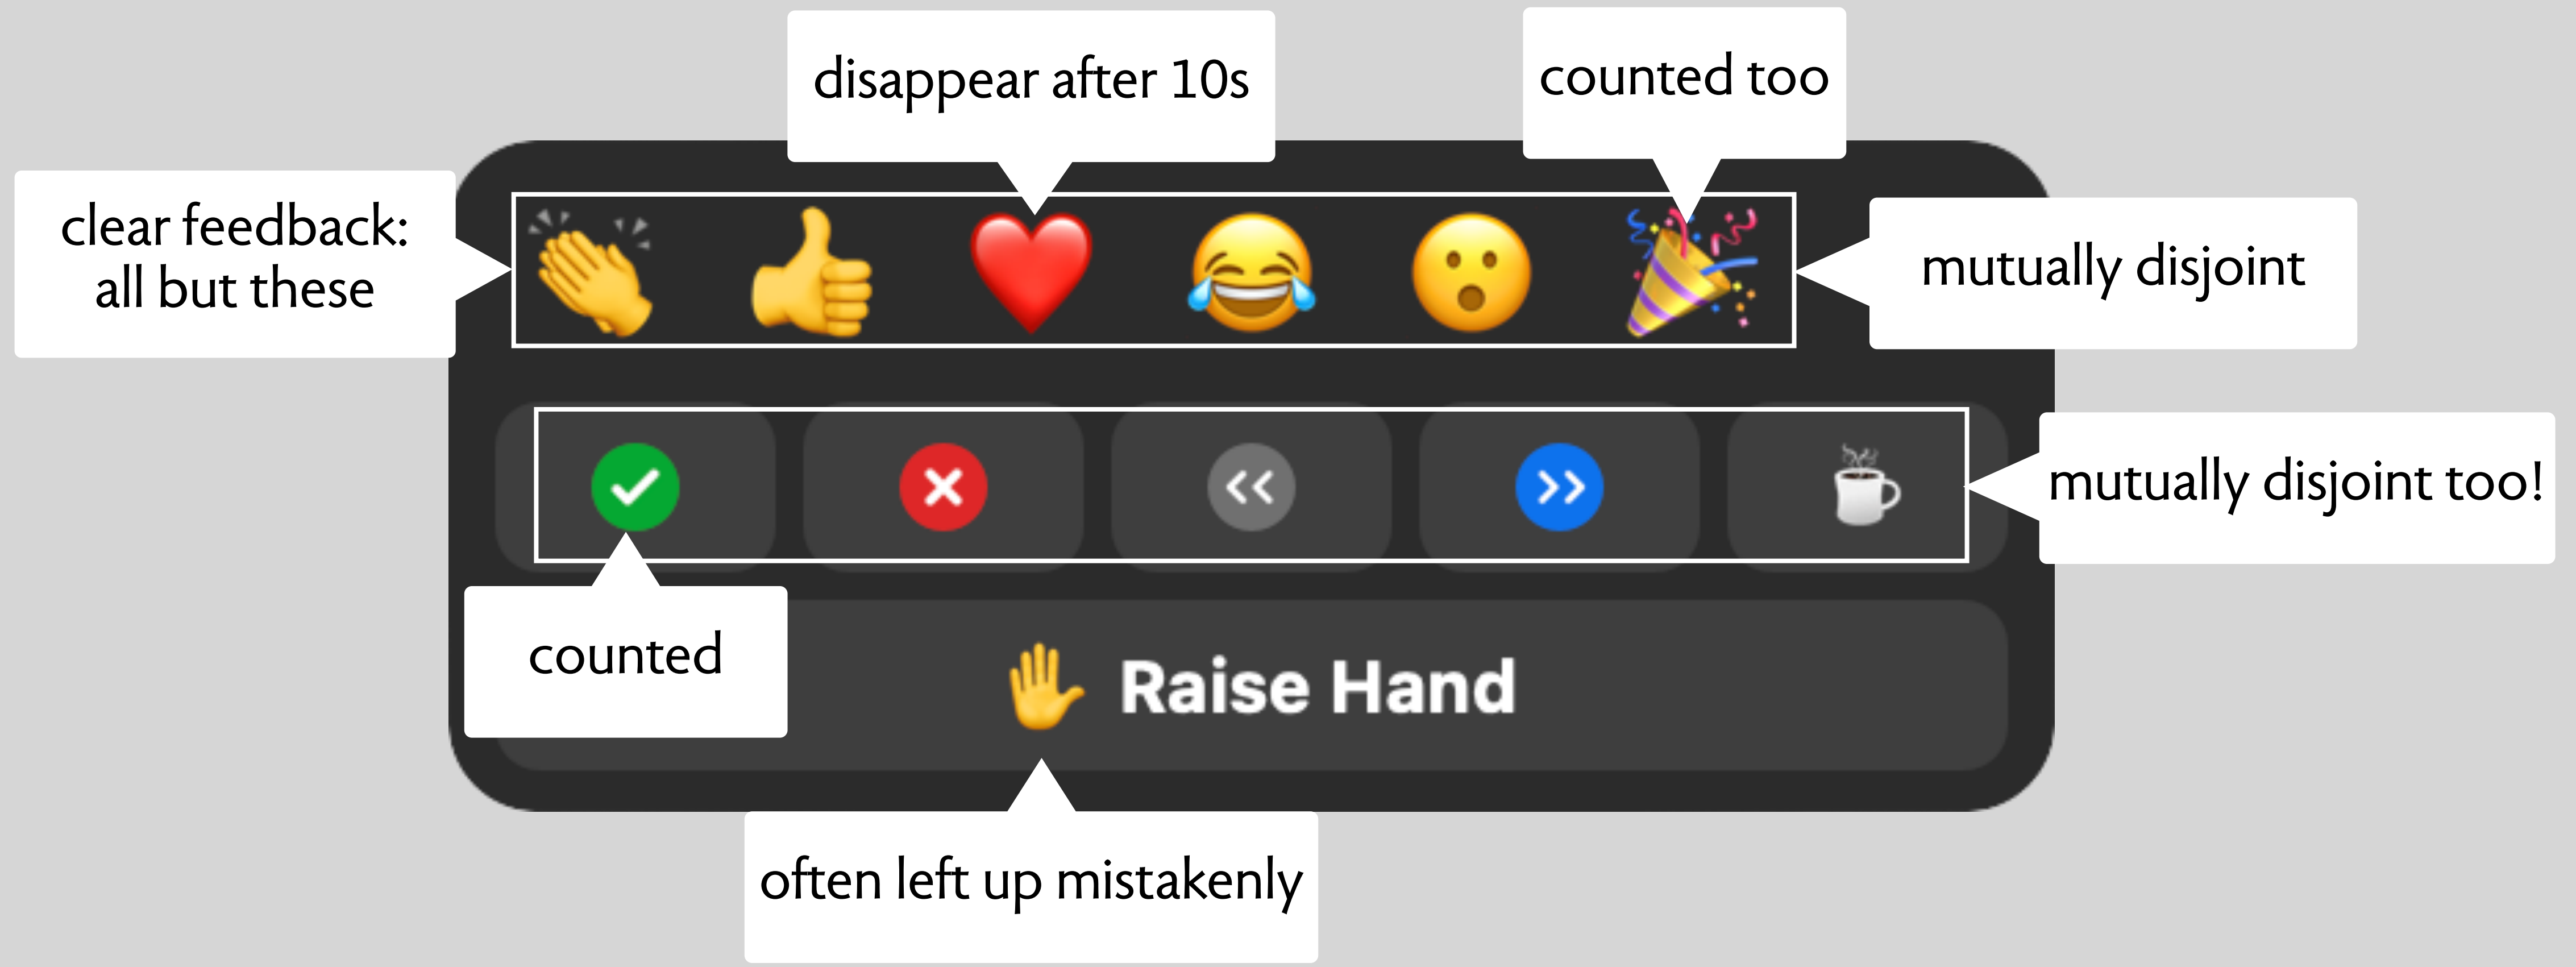 disappear after 10s
counted too
clear feedback:
all but these
mutually disjoint
mutually disjoint too!
counted
Raise Hand
often left up mistakenly